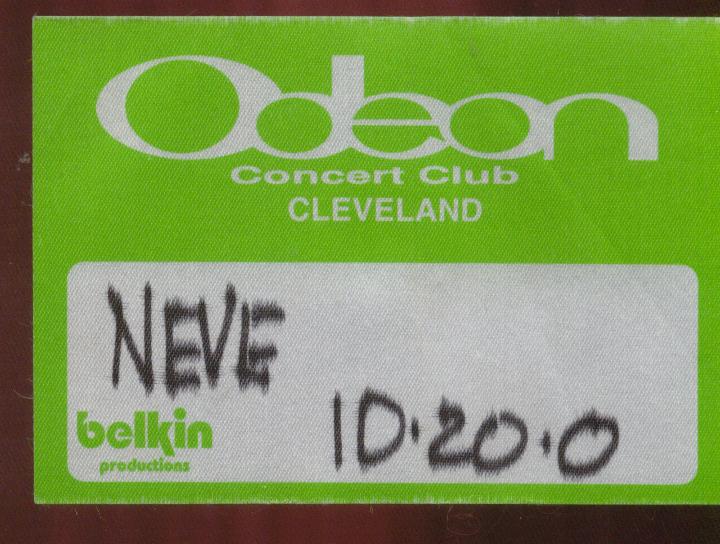 Odeon
Concert Club
CLEVELAND
NEVE
10.20.0
belkin
productions